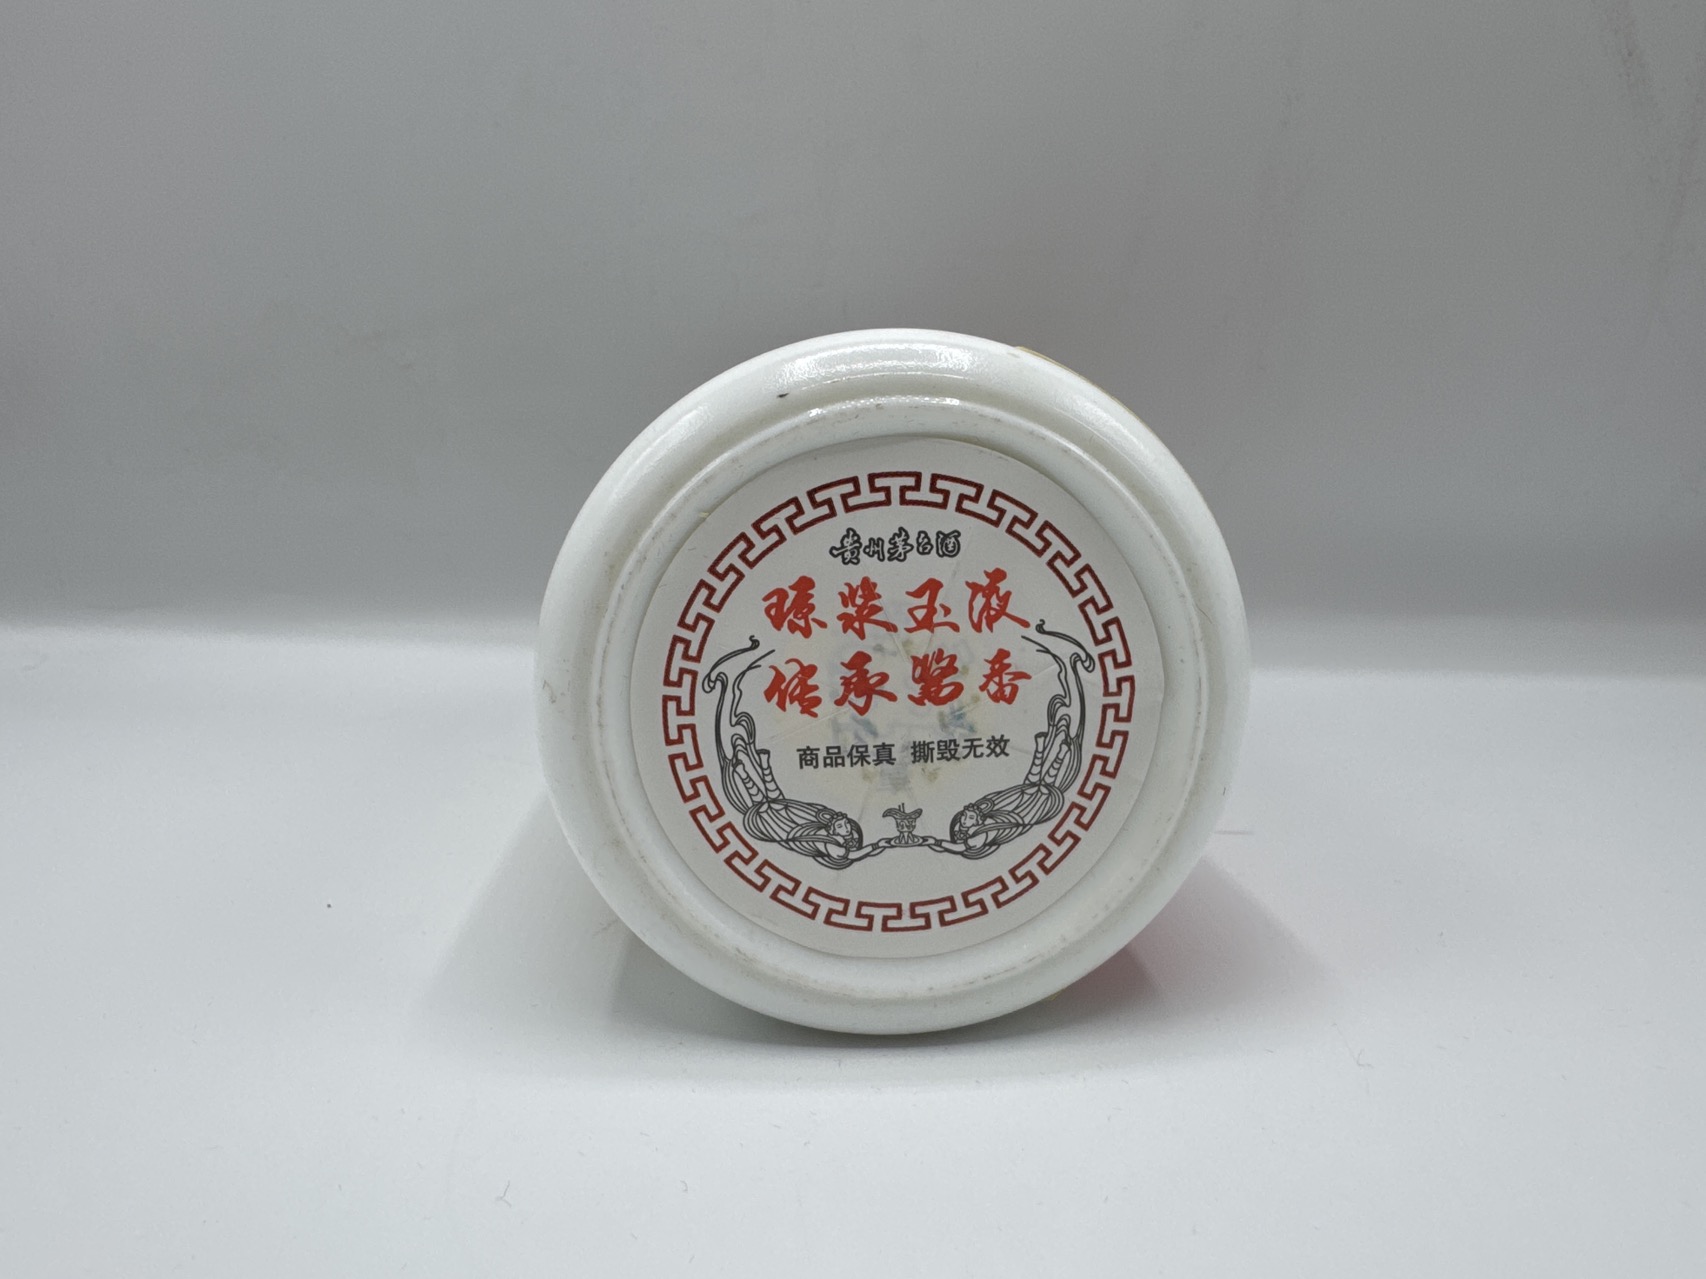 贵州茅台酒
琼浆玉液
传承酱香
商品保真 撕毁无效